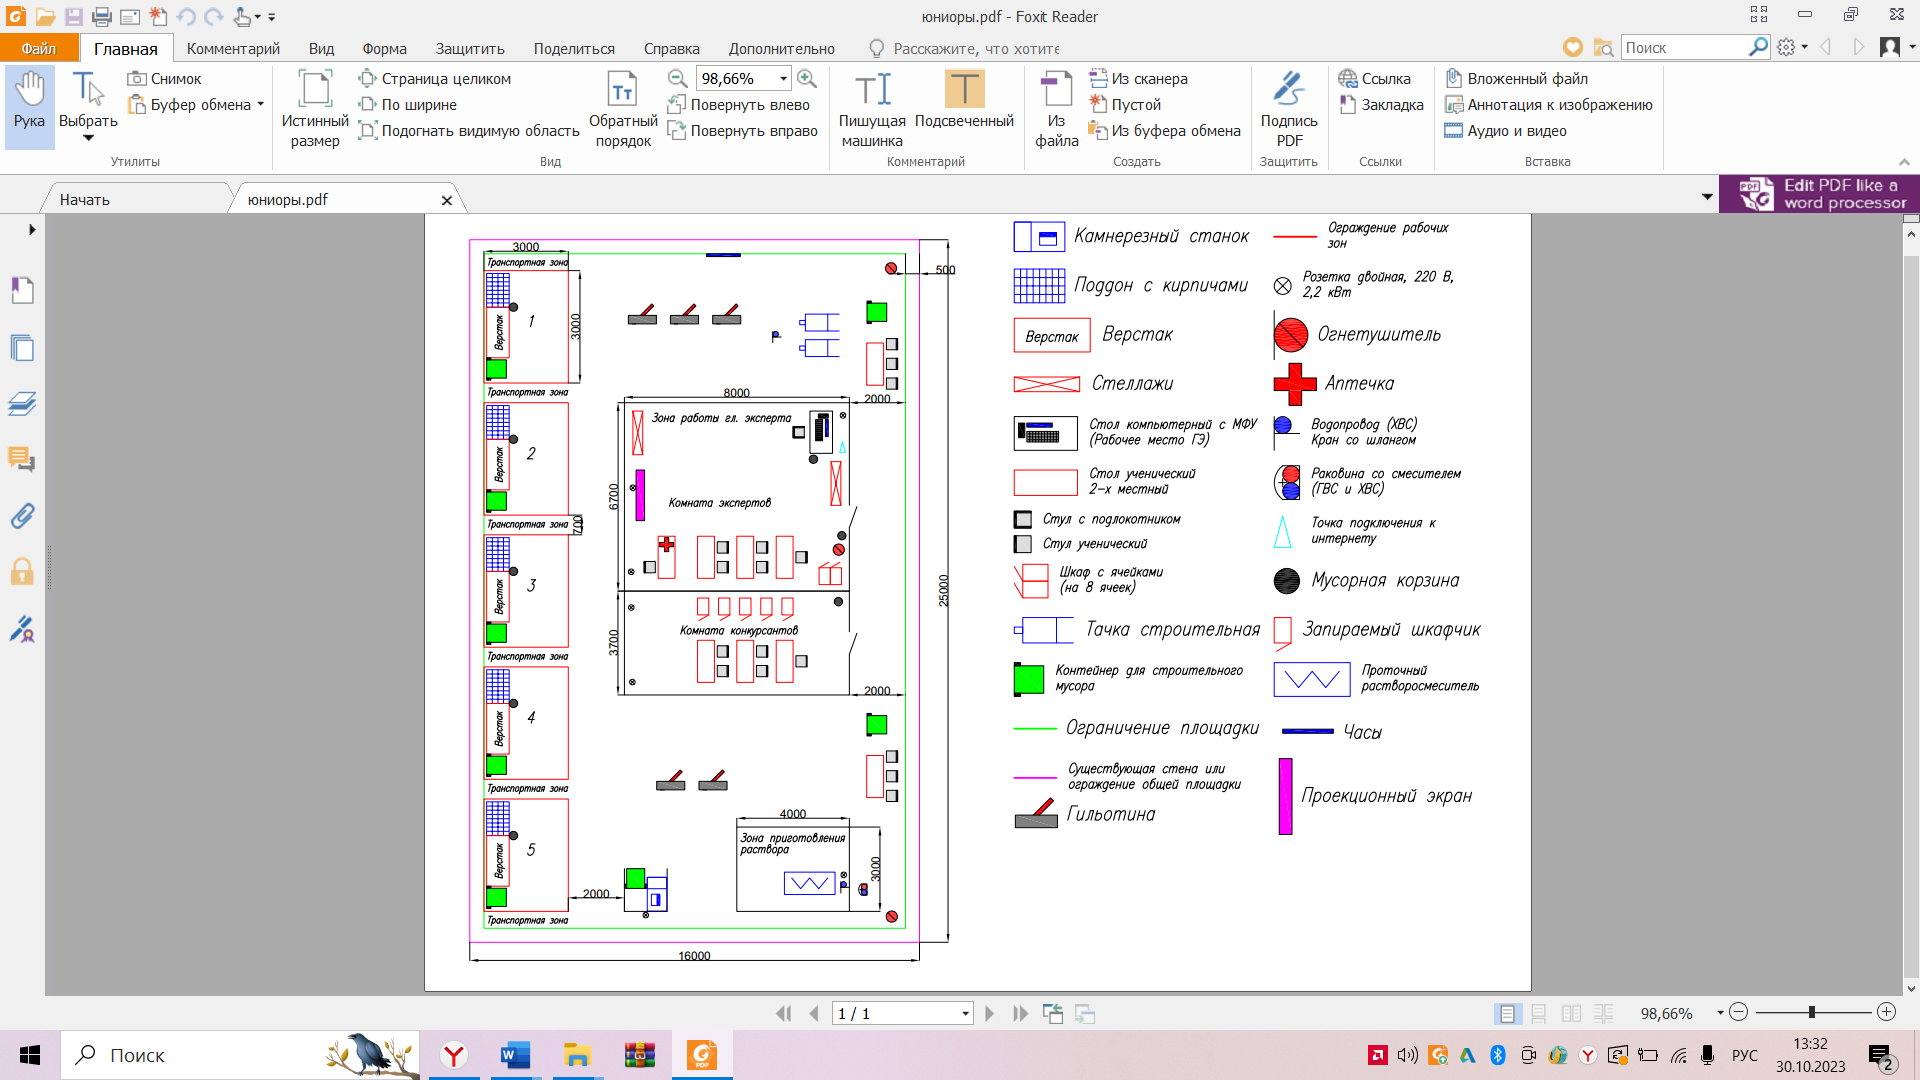 юниоры.pdf - Foxit Reader
Файл
Главная
Комментарий
Вид
Форма
Защитить
Поделиться
Справка
Дополнительно
Расскажите, что хотите
Поиск
Рука
Выбрать
Снимок
Буфер обмена
Утилиты
Истинный размер
Страница целиком
По ширине
Подогнать видимую область
Обратный порядок
98,66%
Повернуть влево
Повернуть вправо
Вид
Пишущая машинка
Подсвеченный
Комментарий
Из файла
Из сканера
Пустой
Из буфера обмена
Создать
Подпись PDF
Защитить
Ссылка
Закладка
Ссылки
Вложенный файл
Аннотация к изображению
Аудио и видео
Вставка
Начать
юниоры.pdf
Edit PDF like a
word processor
3000
Транспортная зона
500
Верстак
1
3000
Транспортная зона
8000
2000
Зона работы гл. эксперта
Верстак
2
6700
Комната экспертов
Транспортная зона
700
Верстак
3
25000
3700
Комната конкурсантов
Транспортная зона
2000
Верстак
4
Транспортная зона
4000
Зона приготовления
раствора
Верстак
5
3000
2000
Транспортная зона
16000
Камнерезный станок
Поддон с кирпичами
Верстак
Верстак
Стеллажи
Стол компьютерный с МФУ
(Рабочее место ГЭ)
Стол ученический
2-х местный
Стул с подлокотником
Стул ученический
Шкаф с ячейками
(на 8 ячеек)
Тачка строительная
Контейнер для строительного
мусора
Ограничение площадки
Существующая стена или
ограждение общей площадки
Гильотина
Ограждение рабочих
зон
Розетка двойная, 220 В,
2,2 кВт
Огнетушитель
Аптечка
Водопровод (ХВС)
Кран со шлангом
Раковина со смесителем
(ГВС и ХВС)
Точка подключения к
интернету
Мусорная корзина
Запираемый шкафчик
Проточный
растворосмеситель
Часы
Проекционный экран
1 / 1
98,66%
Поиск
РУС
13:32
30.10.2023
2